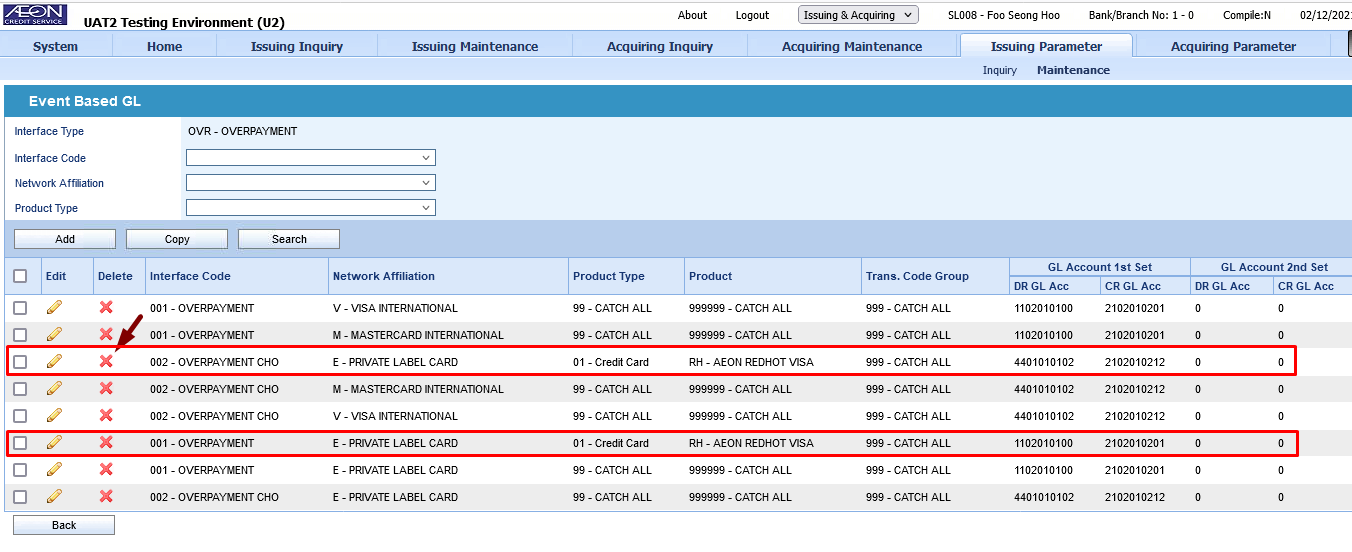 AEON
CREDIT SERVICE
UAT2 Testing Environment (U2)
About Logout Issuing & Acquiring SL008 - Foo Seong Hoo Bank/Branch No: 1 - 0 Compile:N 02/12/2021
System Home Issuing Inquiry Issuing Maintenance Acquiring Inquiry Acquiring Maintenance Issuing Parameter Acquiring Parameter
Inquiry Maintenance
Event Based GL
Interface Type OVR - OVERPAYMENT
Interface Code
Network Affiliation
Product Type
Add Copy Search
Edit Delete Interface Code Network Affiliation Product Type Product Trans. Code Group GL Account 1st Set GL Account 2nd Set
DR GL Acc CR GL Acc DR GL Acc CR GL Acc
001 - OVERPAYMENT V - VISA INTERNATIONAL 99 - CATCH ALL 999999 - CATCH ALL 999 - CATCH ALL 1102010100 2102010201 0 0
001 - OVERPAYMENT M - MASTERCARD INTERNATIONAL 99 - CATCH ALL 999999 - CATCH ALL 999 - CATCH ALL 1102010100 2102010201 0 0
002 - OVERPAYMENT CHO E - PRIVATE LABEL CARD 01 - Credit Card RH - AEON REDHOT VISA 999 - CATCH ALL 4401010102 2102010212 0 0
002 - OVERPAYMENT CHO M - MASTERCARD INTERNATIONAL 99 - CATCH ALL 999999 - CATCH ALL 999 - CATCH ALL 4401010102 2102010212 0 0
002 - OVERPAYMENT CHO V - VISA INTERNATIONAL 99 - CATCH ALL 999999 - CATCH ALL 999 - CATCH ALL 4401010102 2102010212 0 0
001 - OVERPAYMENT E - PRIVATE LABEL CARD 01 - Credit Card RH - AEON REDHOT VISA 999 - CATCH ALL 1102010100 2102010201 0 0
001 - OVERPAYMENT E - PRIVATE LABEL CARD 99 - CATCH ALL 999999 - CATCH ALL 999 - CATCH ALL 1102010100 2102010201 0 0
002 - OVERPAYMENT CHO E - PRIVATE LABEL CARD 99 - CATCH ALL 999999 - CATCH ALL 999 - CATCH ALL 4401010102 2102010212 0 0
Back